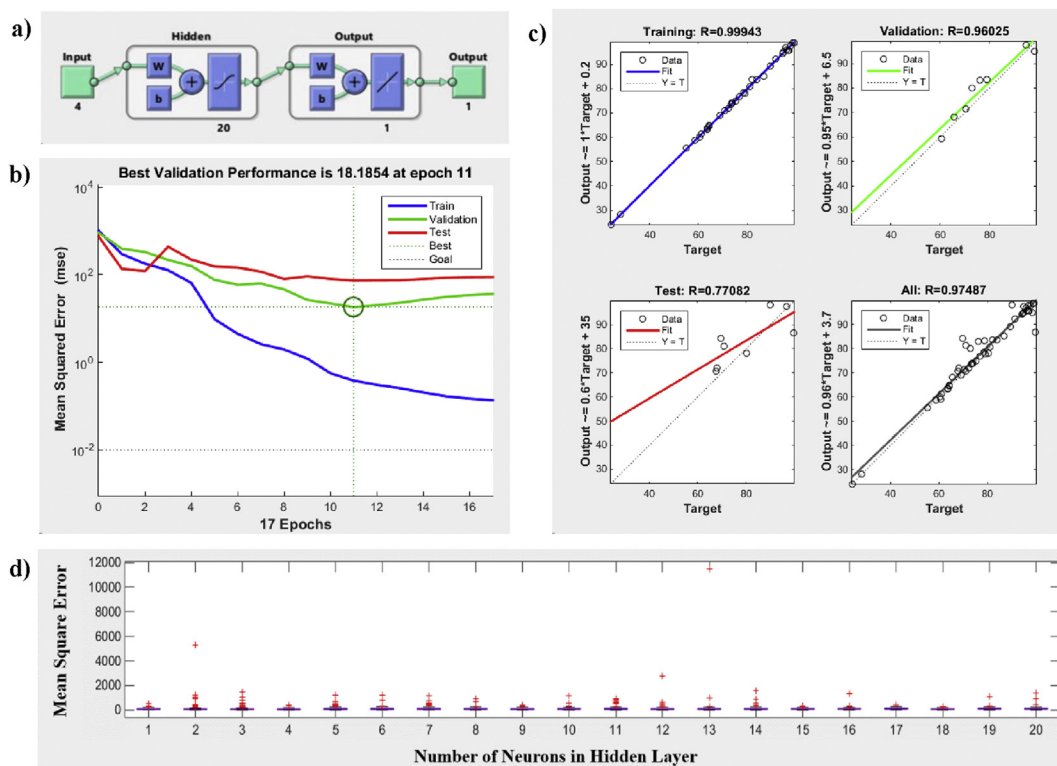 a)
Hidden
Output
Input
Output
W
b
W
b
4
20
1
1
b)
Best Validation Performance is 18.1854 at epoch 11
Mean Squared Error (mse)
10^4
10^2
10^0
10^-2
Train
Validation
Test
Best
Goal
0 2 4 6 8 10 12 14 16
17 Epochs
c)
Training: R=0.99943
Output ~= 1*Target + 0.2
100
90
80
70
60
50
40
30
Data
Fit
Y = T
40 60 80
Target
Validation: R=0.96025
Output ~= 0.95*Target + 6.5
90
80
70
60
50
40
30
Data
Fit
Y = T
40 60 80
Target
Test: R=0.77082
Output ~= 0.6*Target + 35
90
80
70
60
50
40
30
Data
Fit
Y = T
40 60 80
Target
All: R=0.97487
Output ~= 0.96*Target + 3.7
90
80
70
60
50
40
30
Data
Fit
Y = T
40 60 80
Target
d)
Mean Square Error
12000
10000
8000
6000
4000
2000
0
1 2 3 4 5 6 7 8 9 10 11 12 13 14 15 16 17 18 19 20
Number of Neurons in Hidden Layer